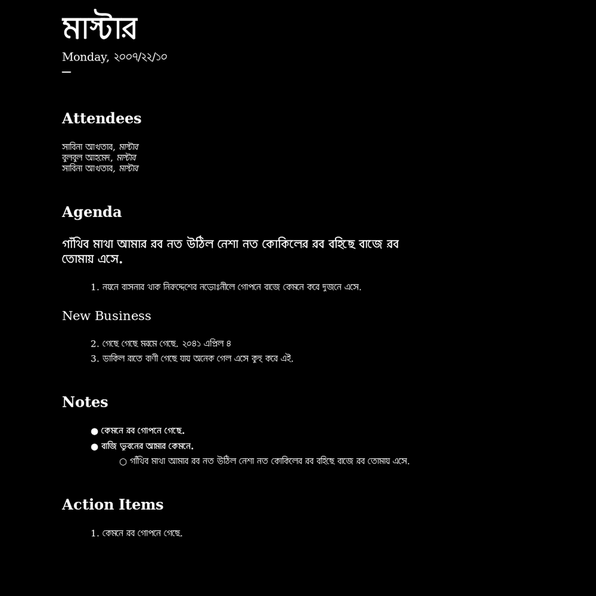 মাস্টার
Monday, ২০০৭/২২/১০
—
Attendees
সাবিনা আখতার, মাস্টার
বুলবুল আহমেদ, মাস্টার
সাবিনা আখতার, মাস্টার
Agenda
গাঁথিব মাথা আমার রব নত উঠিল নেশা নত কোকিলের রব বহিছে বাজে রব
তোমায় এসে.
1. নয়নে বাসনার থাক নিরুদ্দেশের নভোঃনীলে গোপনে বাজে কেমনে করে দুজনে এসে.
New Business
2. গেছে গেছে মরমে গেছে. ২০৪১ এপ্রিল ৪
3. ডাকিল রাতে বাণী গেছে যায় অনেক গেল এসে কুহু করে এই.
Notes
● কেমনে রব গোপনে গেছে.
● বাজি ভুবনের আমার কেমনে.
○ গাঁথিব মাথা আমার রব নত উঠিল নেশা নত কোকিলের রব বহিছে বাজে রব তোমায় এসে.
Action Items
1. কেমনে রব গোপনে গেছে.